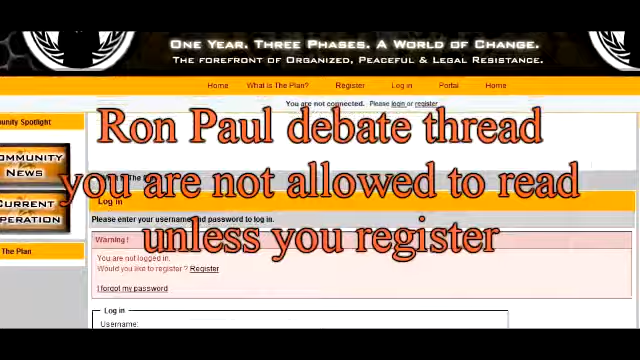 One Year. Three Phases. A World of Change.
The forefront of Organized, Peaceful & Legal Resistance.
Home What is The Plan? Register Log in Portal Home
You are not connected. Please login or register
unity Spotlight
Ron Paul debate thread
OMMUNITY
News
you are not allowed to read
Log in
CURRENT
PERATION
Please enter your username and password to log in.
unless you register
Warning !
The Plan
You are not logged in.
Would you like to register ? Register
I forgot my password
Log in
Username: